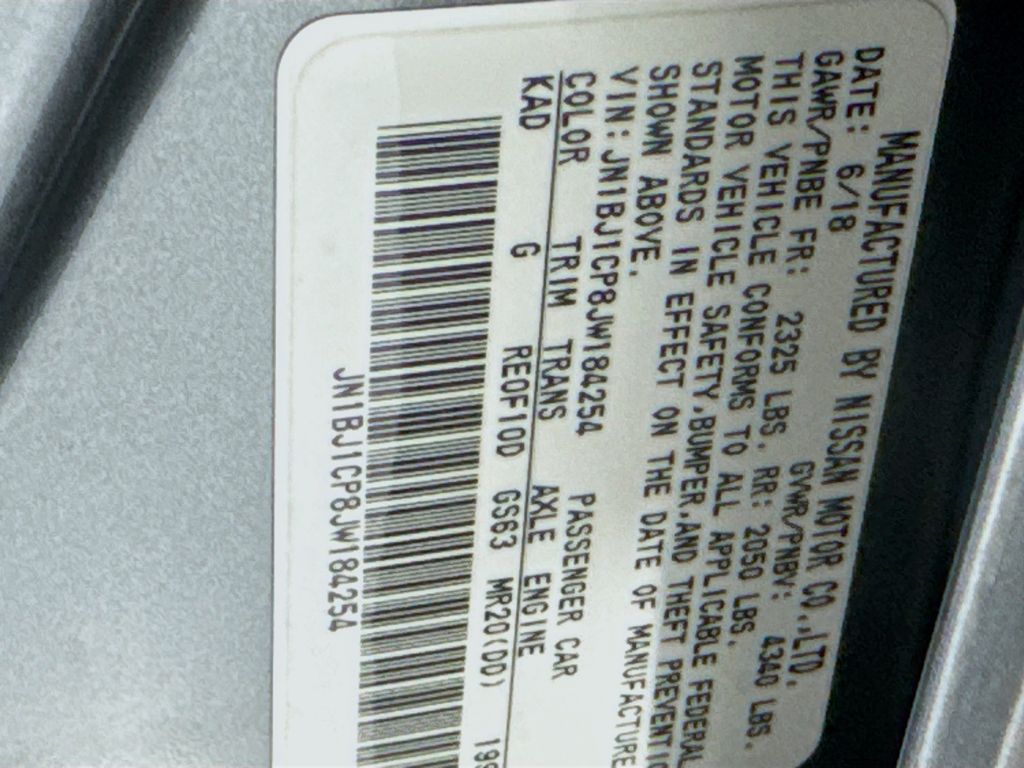 MANUFACTURED BY NISSAN MOTOR CO.,LTD.
DATE: 6/18 GVWR/PNBV: 4340 LBS.
GAWR/PNBE FR: 2325 LBS. RR: 2050 LBS.
THIS VEHICLE CONFORMS TO ALL APPLICABLE FEDERAL
MOTOR VEHICLE SAFETY,BUMPER,AND THEFT PREVENTIO
STANDARDS IN EFFECT ON THE DATE OF MANUFACTURE
SHOWN ABOVE.
VIN:JN1BJ1CP8JW184254 PASSENGER CAR
COLOR TRIM TRANS AXLE ENGINE
KAD G RE0F10D GS63 MR20(DD) 199
JN1BJ1CP8JW184254